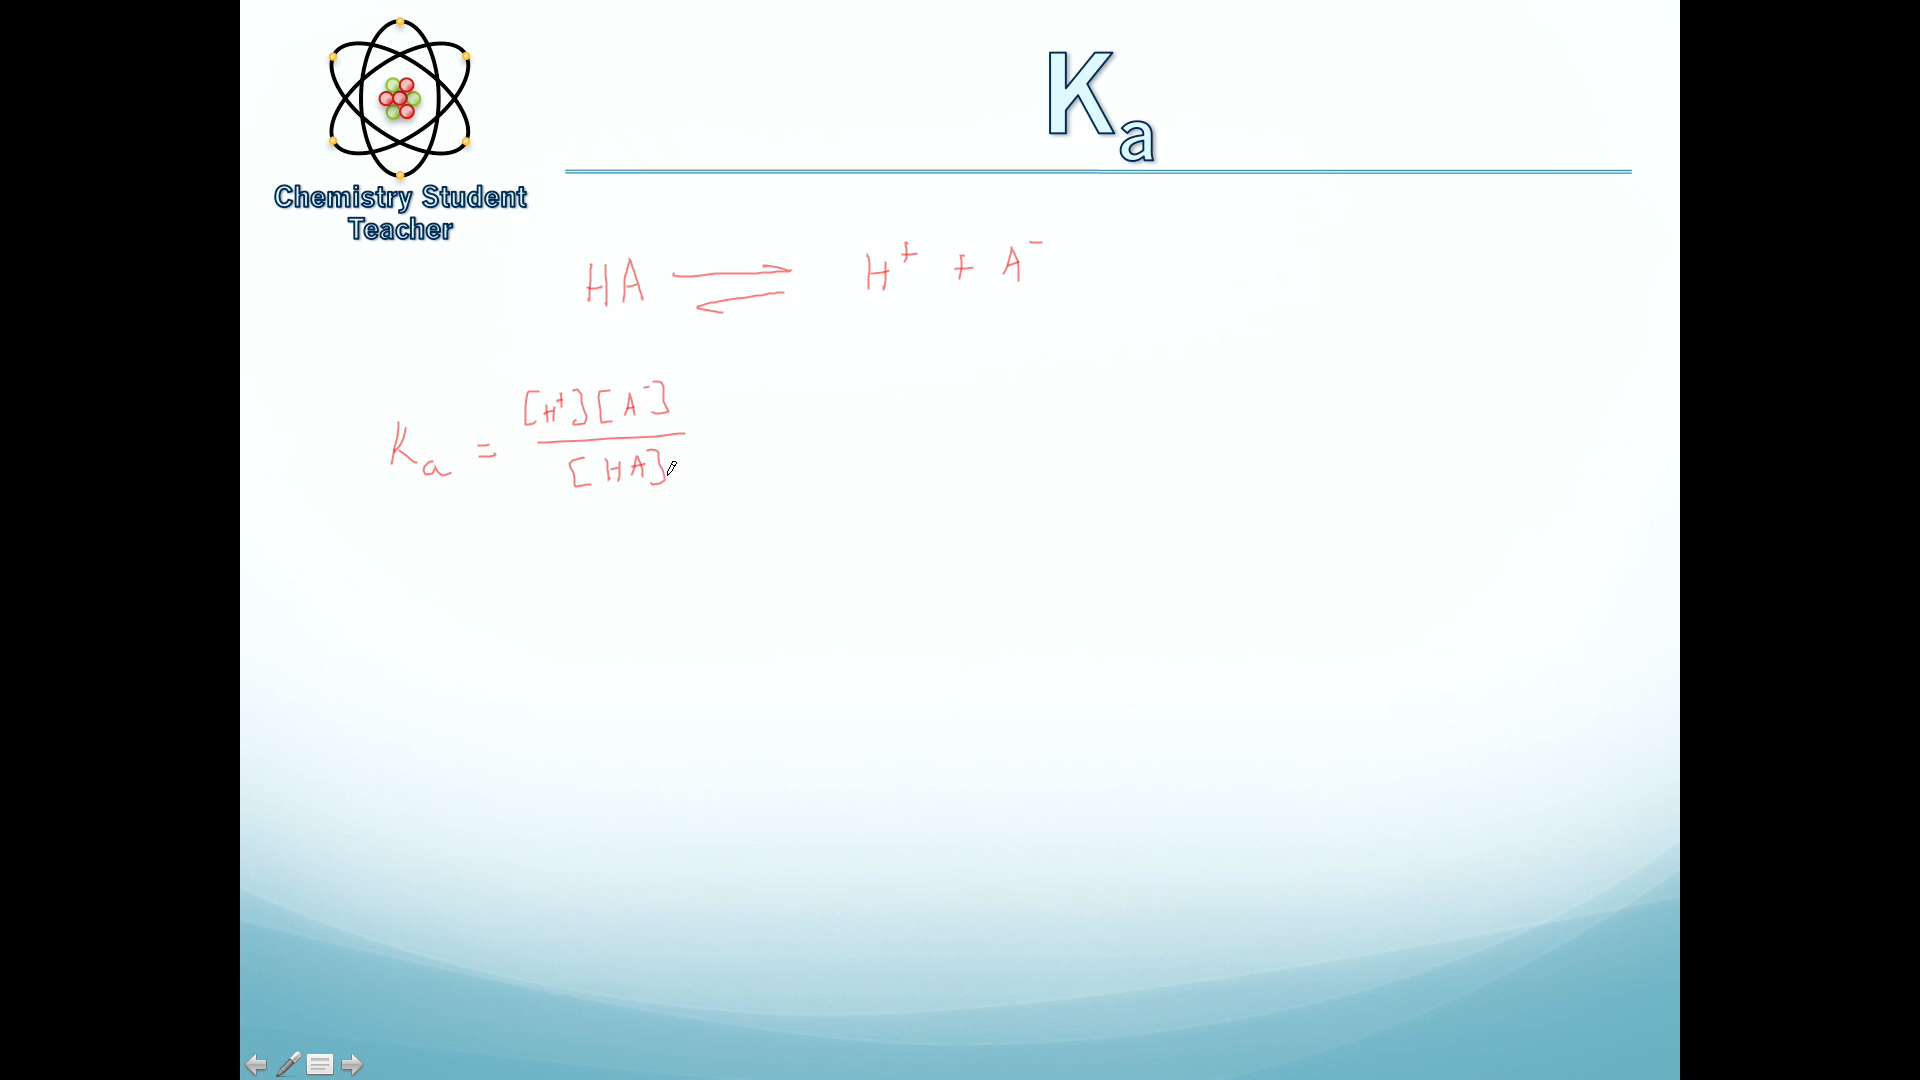 Chemistry Student
Teacher
Kₐ
HA ⇌ H⁺ + A⁻
Kₐ = [H⁺][A⁻]
[HA]